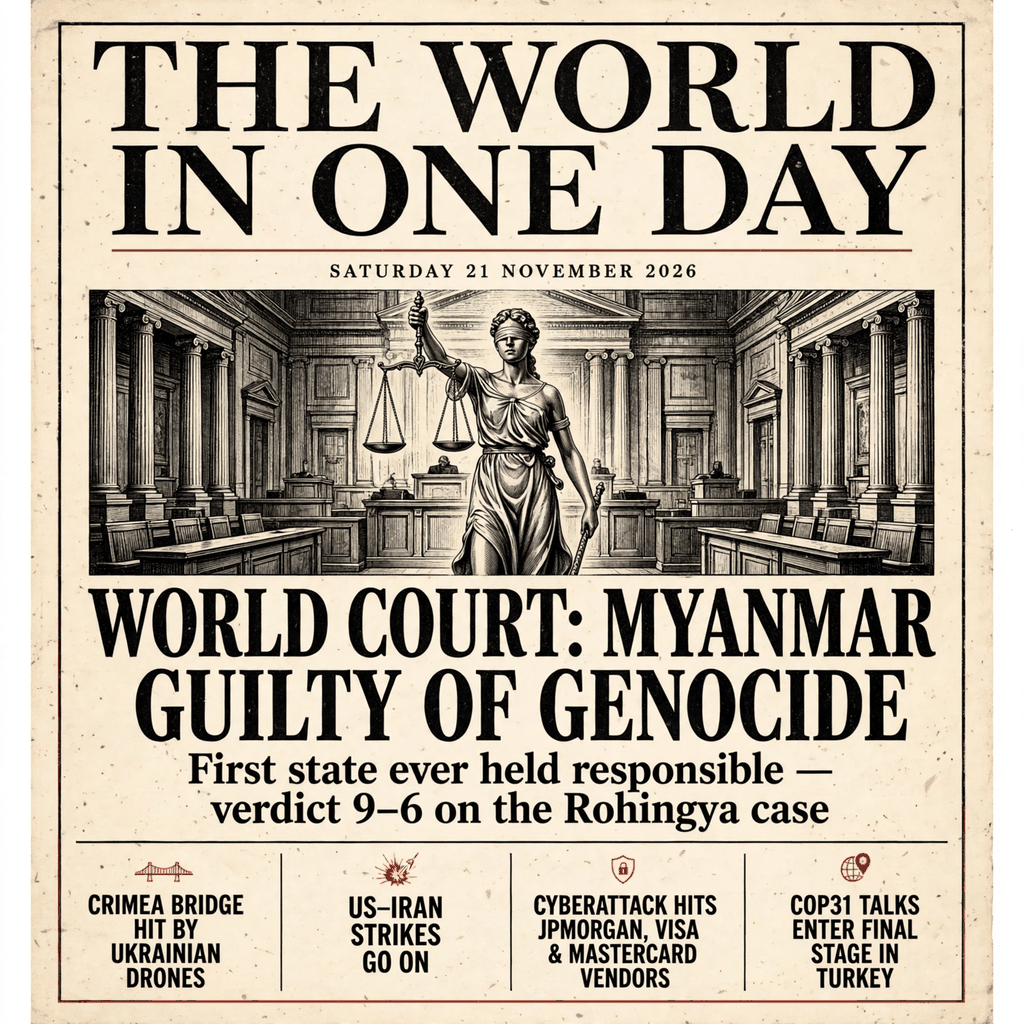 THE WORLD
IN ONE DAY
SATURDAY 21 NOVEMBER 2026
WORLD COURT: MYANMAR
GUILTY OF GENOCIDE
First state ever held responsible —
verdict 9–6 on the Rohingya case
CRIMEA BRIDGE
HIT BY
UKRAINIAN
DRONES
US–IRAN
STRIKES
GO ON
CYBERATTACK HITS
JPMORGAN, VISA
& MASTERCARD
VENDORS
COP31 TALKS
ENTER FINAL
STAGE IN
TURKEY